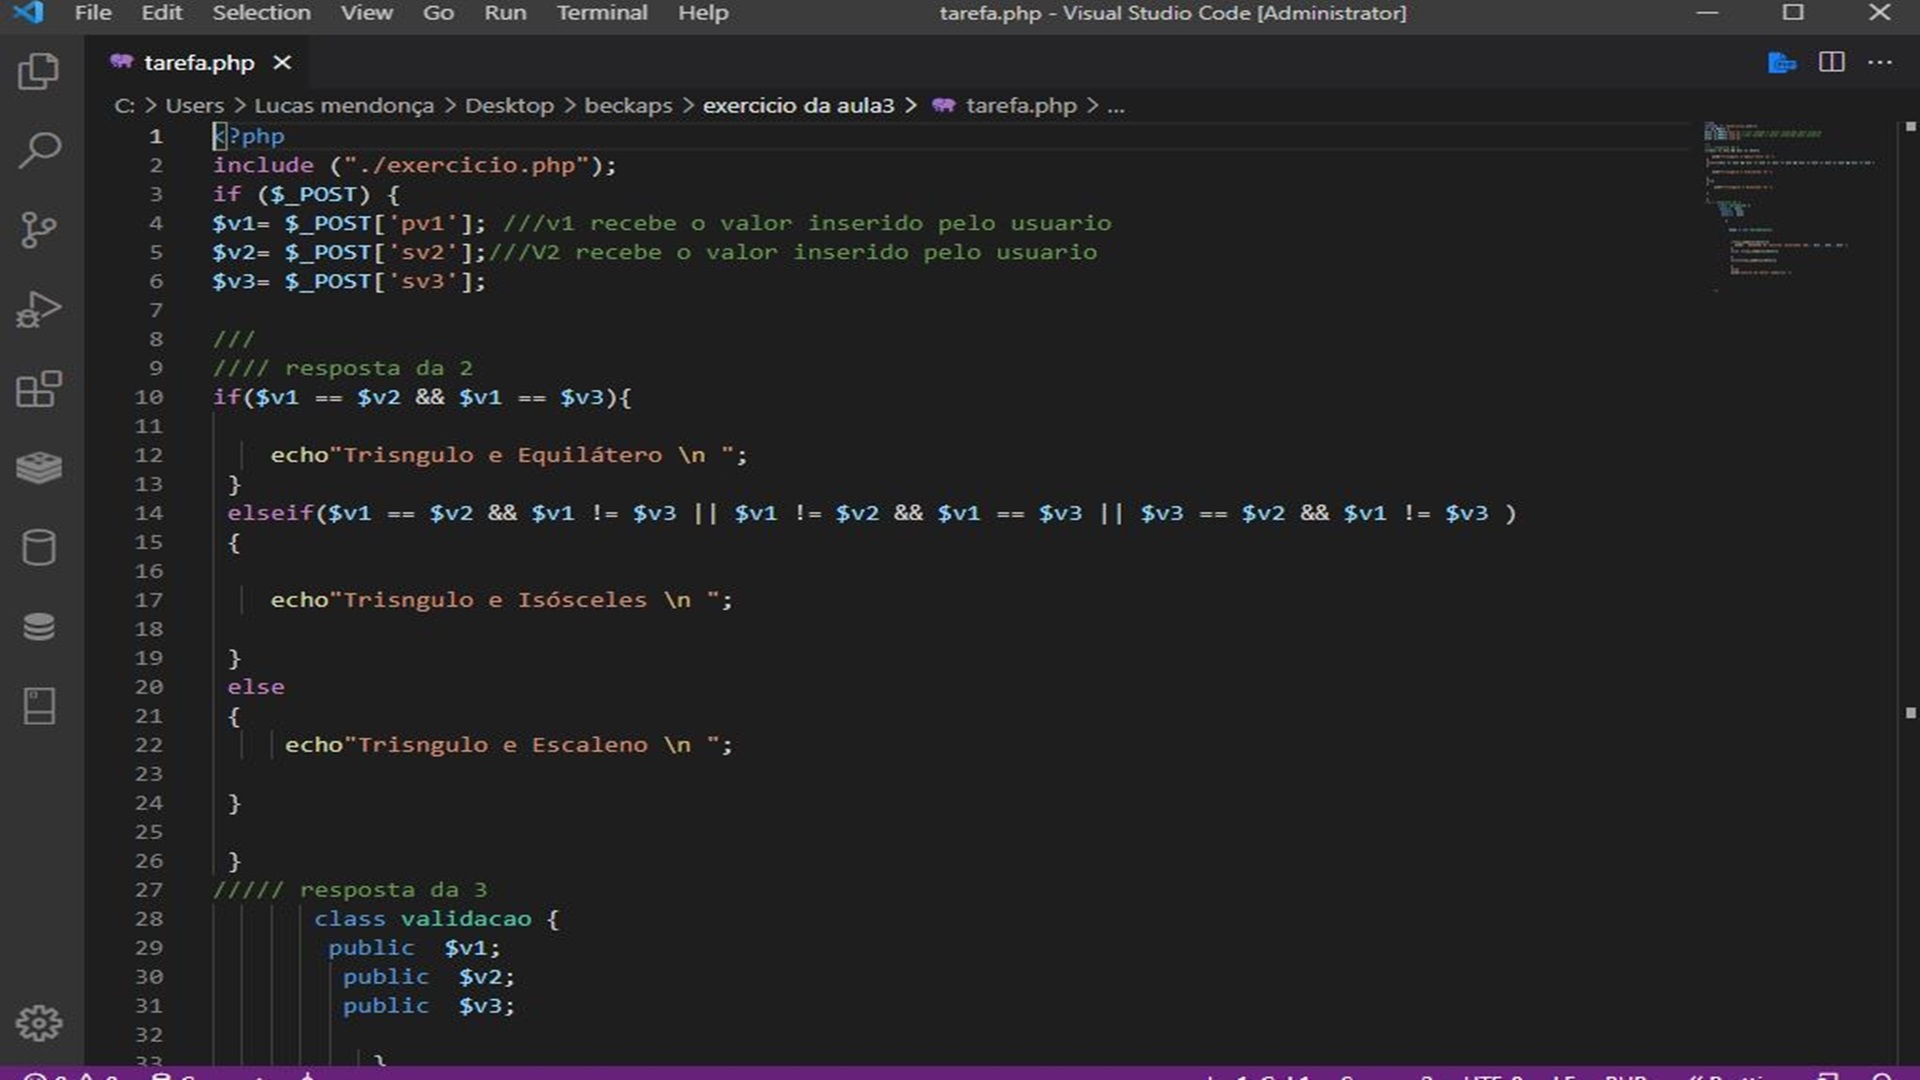 File Edit Selection View Go Run Terminal Help tarefa.php - Visual Studio Code [Administrator]
tarefa.php
C: > Users > Lucas mendonça > Desktop > beckaps > exercicio da aula3 > tarefa.php > ...
1 <?php
2 include ("./exercicio.php");
3 if ($_POST) {
4 $v1= $_POST['pv1']; ///v1 recebe o valor inserido pelo usuario
5 $v2= $_POST['sv2'];///V2 recebe o valor inserido pelo usuario
6 $v3= $_POST['sv3'];
7
8 ///
9 //// resposta da 2
10 if($v1 == $v2 && $v1 == $v3){
11
12 echo"Trisngulo e Equilátero \n ";
13 }
14 elseif($v1 == $v2 && $v1 != $v3 || $v1 != $v2 && $v1 == $v3 || $v3 == $v2 && $v1 != $v3 )
15 {
16
17 echo"Trisngulo e Isósceles \n ";
18
19 }
20 else
21 {
22 echo"Trisngulo e Escaleno \n ";
23
24 }
25
26 }
27 ///// resposta da 3
28 class validacao {
29 public $v1;
30 public $v2;
31 public $v3;
32
33 }